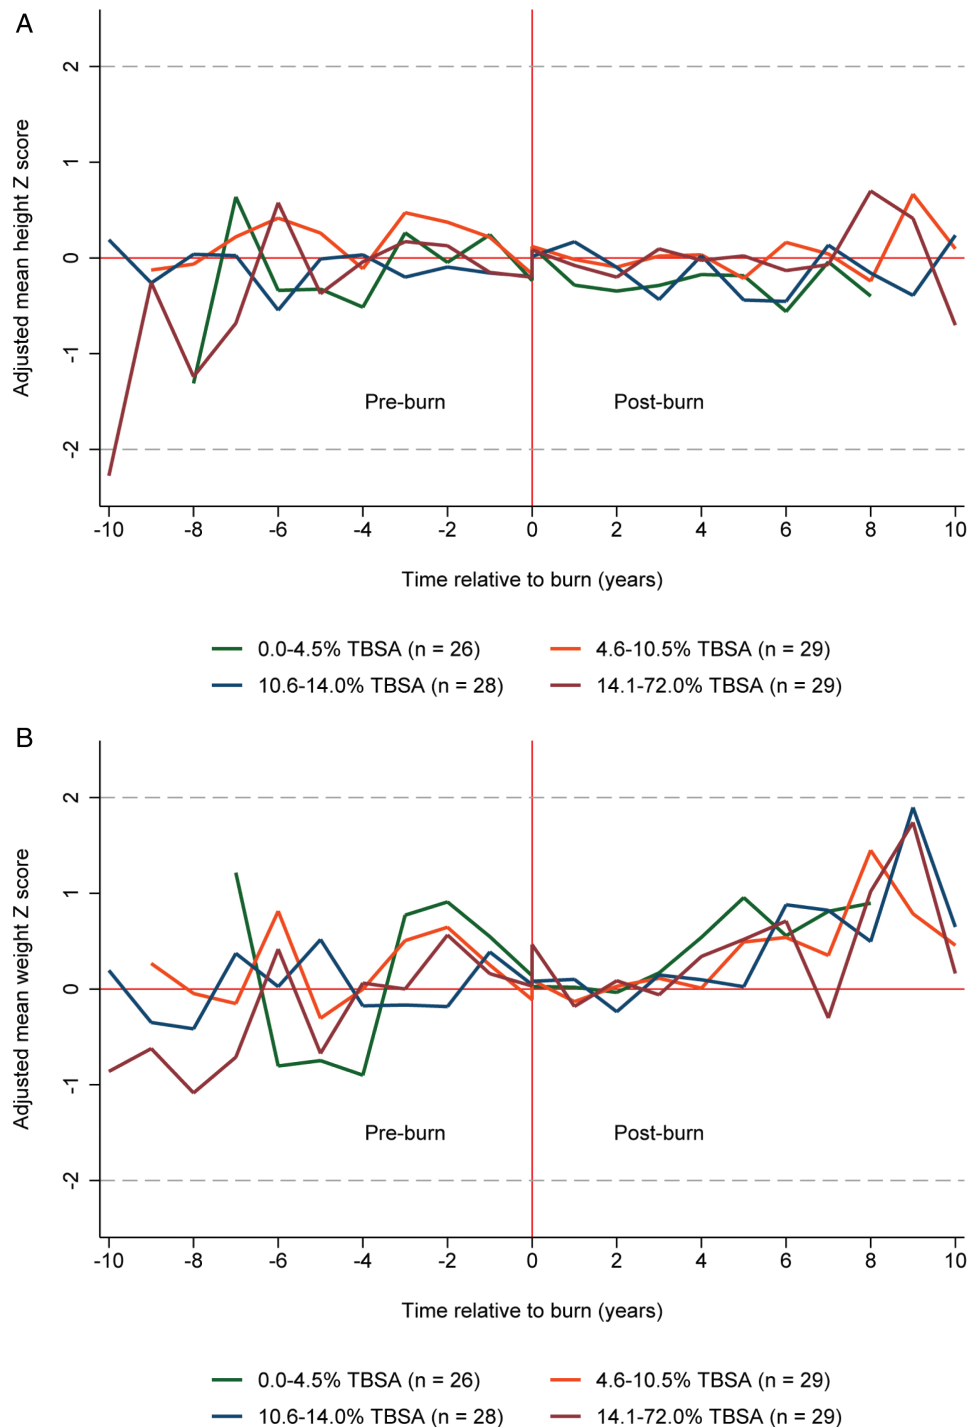 A
Adjusted mean height Z score
2
1
0
-1
-2
Pre-burn Post-burn
-10 -8 -6 -4 -2 0 2 4 6 8 10
Time relative to burn (years)
0.0-4.5% TBSA (n = 26) 4.6-10.5% TBSA (n = 29)
10.6-14.0% TBSA (n = 28) 14.1-72.0% TBSA (n = 29)
B
Adjusted mean weight Z score
2
1
0
-1
-2
Pre-burn Post-burn
-10 -8 -6 -4 -2 0 2 4 6 8 10
Time relative to burn (years)
0.0-4.5% TBSA (n = 26) 4.6-10.5% TBSA (n = 29)
10.6-14.0% TBSA (n = 28) 14.1-72.0% TBSA (n = 29)